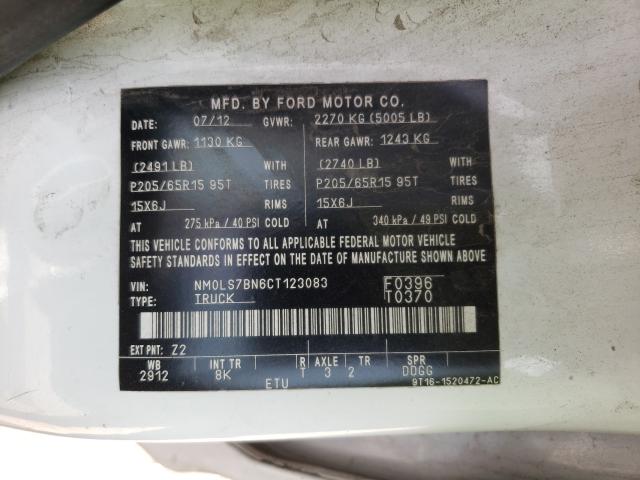 MFD. BY FORD MOTOR CO.
DATE: 07/12 GVWR: 2270 KG (5005 LB)
FRONT GAWR: 1130 KG REAR GAWR: 1243 KG
(2491 LB) WITH (2740 LB) WITH
P205/65R15 95T TIRES P205/65R15 95T TIRES
15X6J RIMS 15X6J RIMS
AT 275 kPa / 40 PSI COLD AT 340 kPa / 49 PSI COLD
THIS VEHICLE CONFORMS TO ALL APPLICABLE FEDERAL MOTOR VEHICLE
SAFETY STANDARDS IN EFFECT ON THE DATE OF MANUFACTURE SHOWN ABOVE.
VIN: NM0LS7BN6CT123083 F0396
TYPE: TRUCK T0370
EXT PNT: Z2
WB INT TR R AXLE TR SPR
2912 8K T 3 2 DDGG
ETU 9T16-1520472-AC